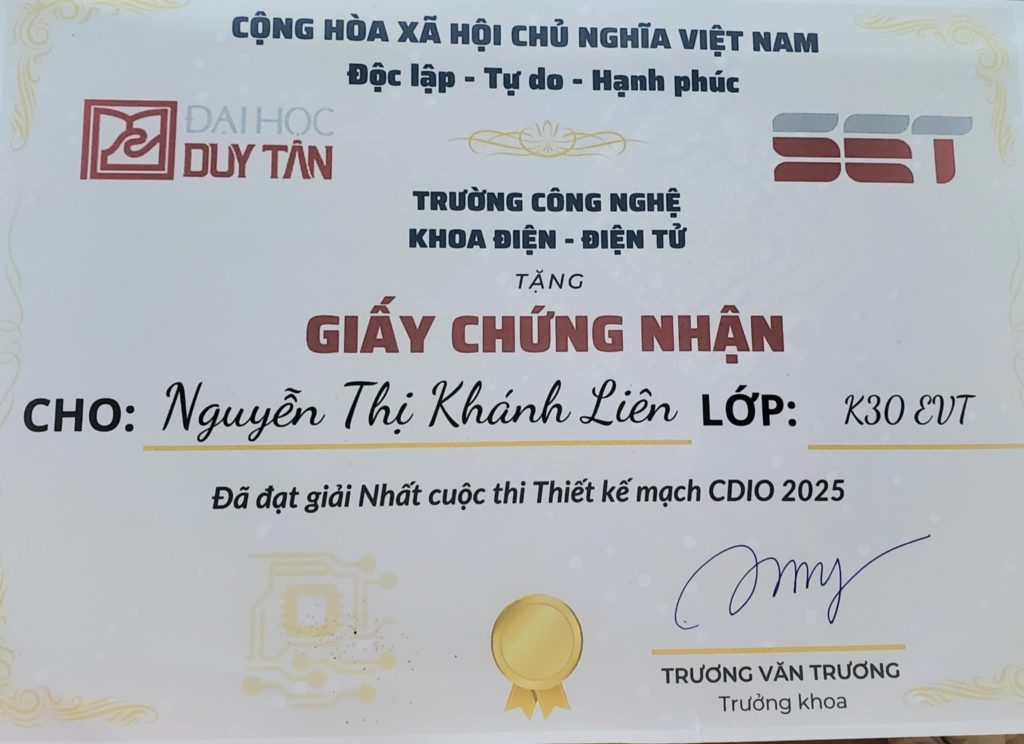 CỘNG HÒA XÃ HỘI CHỦ NGHĨA VIỆT NAM
Độc lập - Tự do - Hạnh phúc
ĐẠI HỌC
DUY TÂN
SET
TRƯỜNG CÔNG NGHỆ
KHOA ĐIỆN - ĐIỆN TỬ
TẶNG
GIẤY CHỨNG NHẬN
CHO: Nguyễn Thị Khánh Liên LỚP: K30 EVT
Đã đạt giải Nhất cuộc thi Thiết kế mạch CDIO 2025
TRƯƠNG VĂN TRƯƠNG
Trưởng khoa